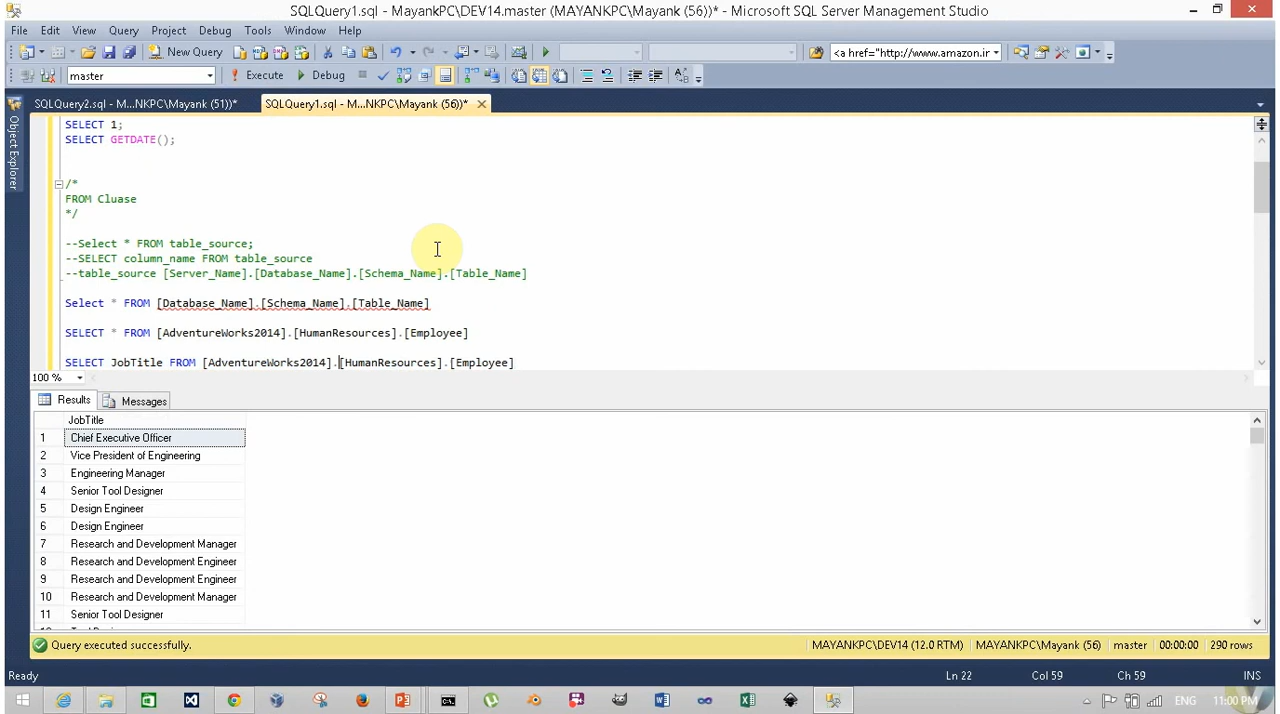 SQLQuery1.sql - MayankPC\DEV14.master (MAYANKPC\Mayank (56))* - Microsoft SQL Server Management Studio
File Edit View Query Project Debug Tools Window Help
New Query <a href="http://www.amazon.ir
master Execute Debug
SQLQuery2.sql - M...NKPC\Mayank (51))* SQLQuery1.sql - M...NKPC\Mayank (56))*
Object Explorer
SELECT 1;
SELECT GETDATE();
/*
FROM Cluase
*/
--Select * FROM table_source;
--SELECT column_name FROM table_source
--table_source [Server_Name].[Database_Name].[Schema_Name].[Table_Name]
Select * FROM [Database_Name].[Schema_Name].[Table_Name]
SELECT * FROM [AdventureWorks2014].[HumanResources].[Employee]
SELECT JobTitle FROM [AdventureWorks2014].[HumanResources].[Employee]
100 %
Results Messages
JobTitle
1 Chief Executive Officer
2 Vice President of Engineering
3 Engineering Manager
4 Senior Tool Designer
5 Design Engineer
6 Design Engineer
7 Research and Development Manager
8 Research and Development Engineer
9 Research and Development Engineer
10 Research and Development Manager
11 Senior Tool Designer
Query executed successfully. MAYANKPC\DEV14 (12.0 RTM) MAYANKPC\Mayank (56) master 00:00:00 290 rows
Ready Ln 22 Col 59 Ch 59 INS
ENG 11:00 PM